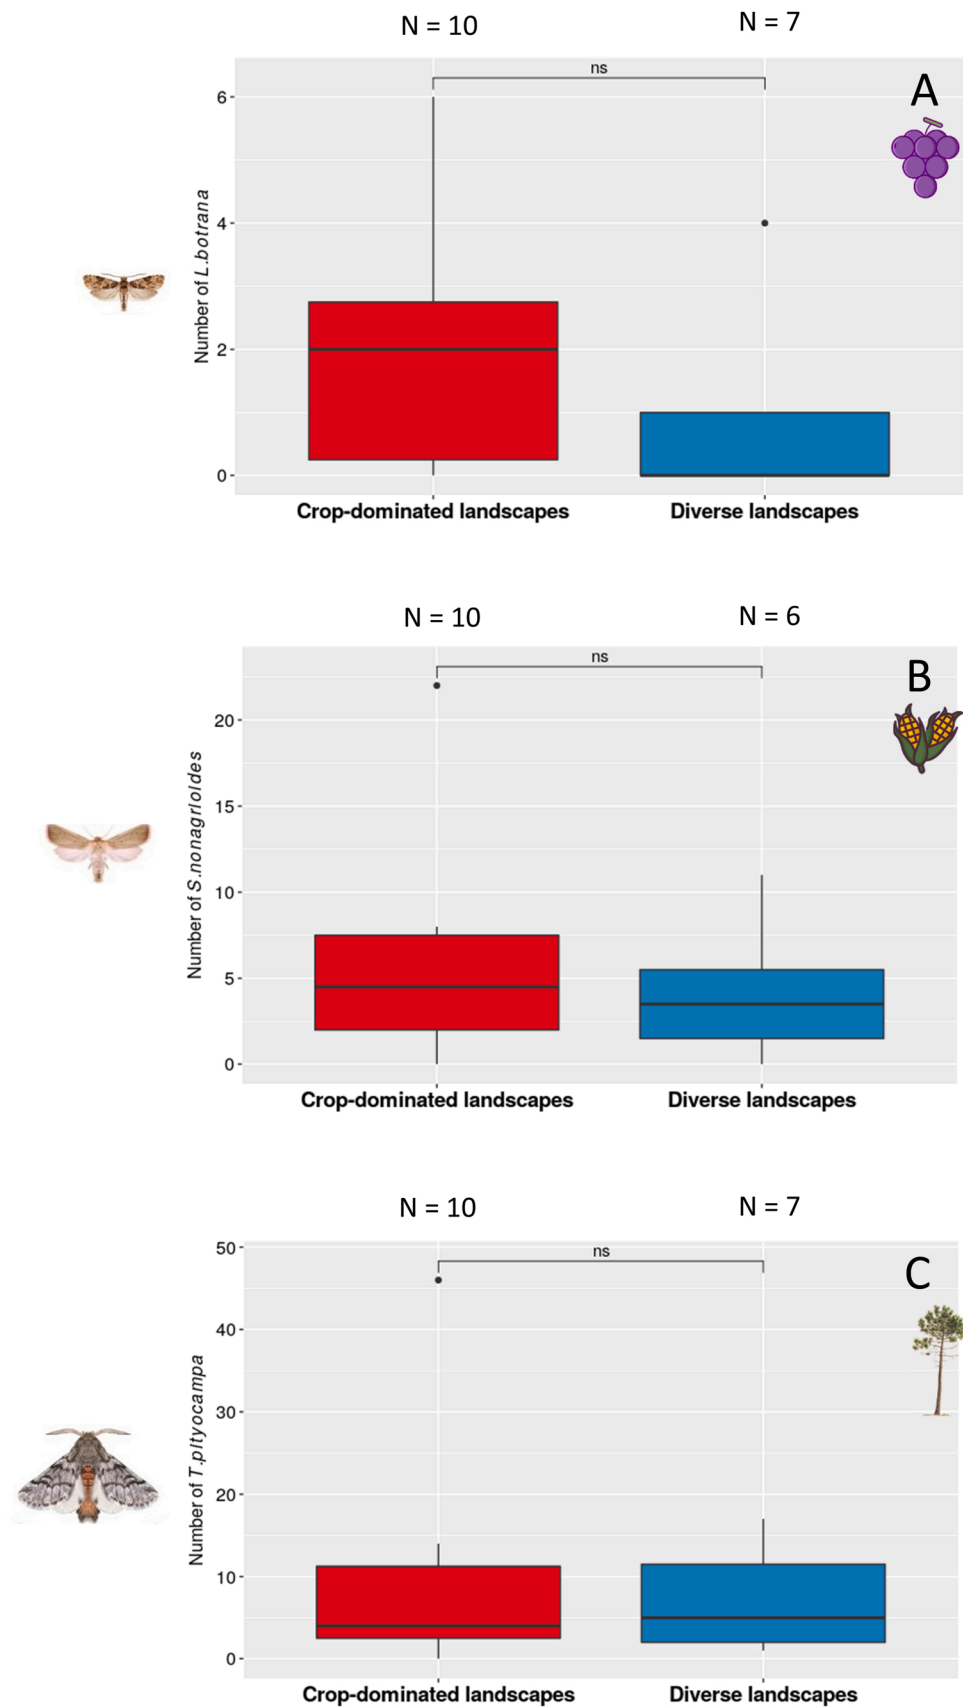 N = 10
N = 7
ns
A
6
4
2
0
Number of L.botrana
Crop-dominated landscapes
Diverse landscapes
N = 10
N = 6
ns
B
20
15
10
5
0
Number of S.nonagrioides
Crop-dominated landscapes
Diverse landscapes
N = 10
N = 7
ns
C
50
40
30
20
10
0
Number of T.pityocampa
Crop-dominated landscapes
Diverse landscapes